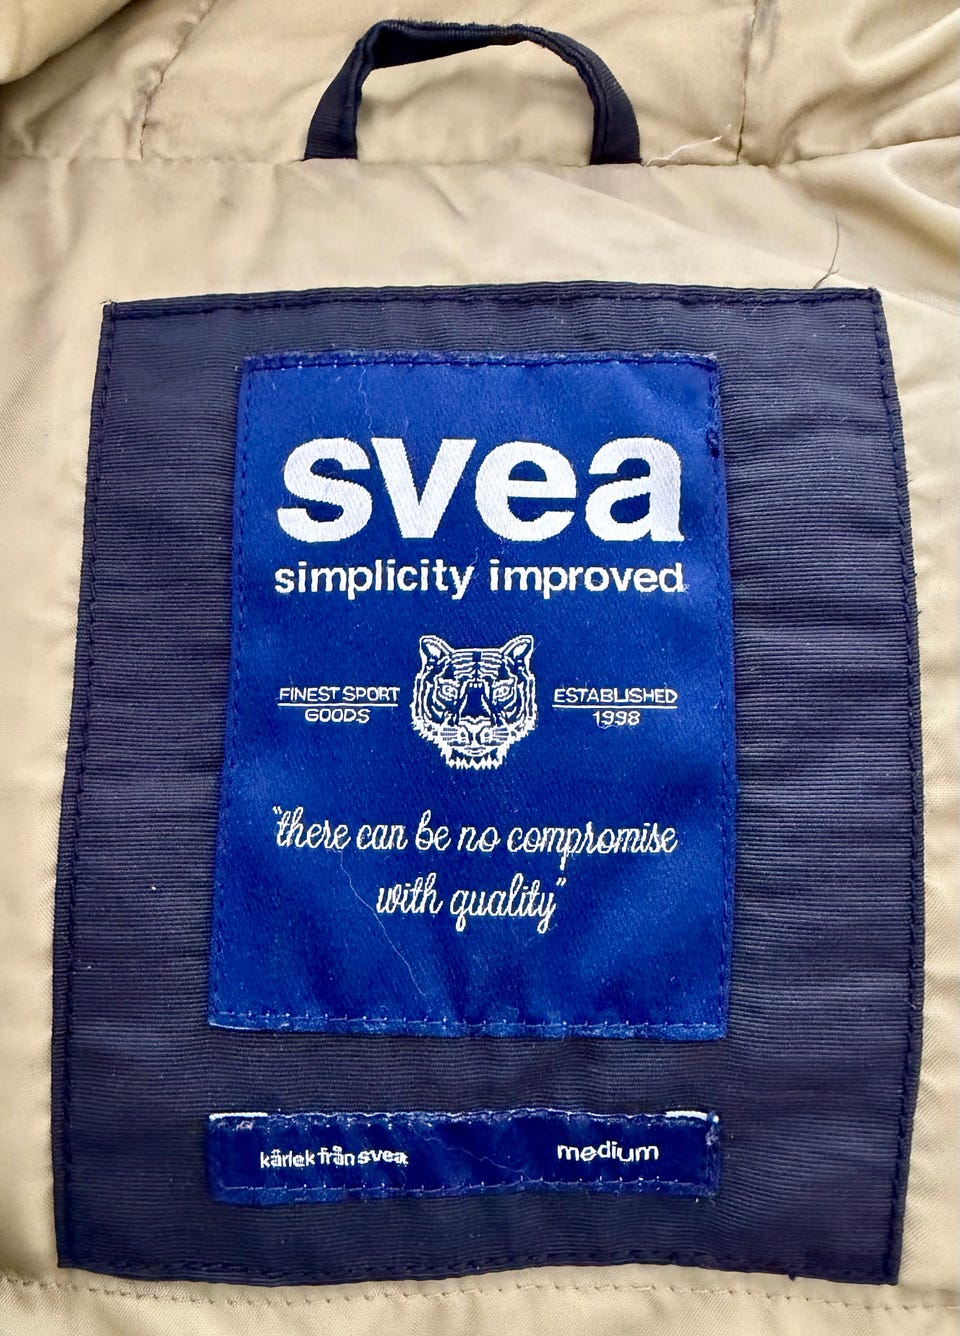 svea
simplicity improved
FINEST SPORT
GOODS
ESTABLISHED
1998
"there can be no compromise
with quality"
kärlek från svea
medium